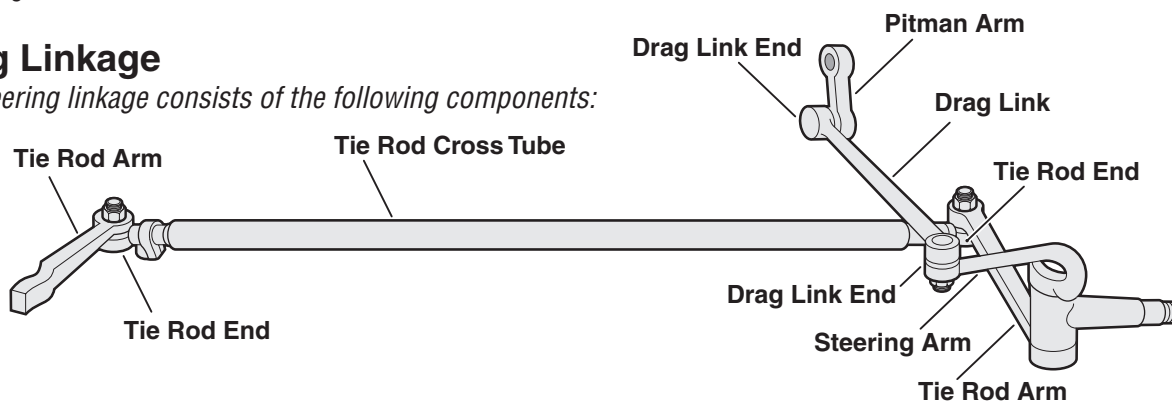 g Linkage
ering linkage consists of the following components:
Pitman Arm
Drag Link End
Drag Link
Tie Rod Cross Tube
Tie Rod Arm
Tie Rod End
Drag Link End
Tie Rod End
Steering Arm
Tie Rod Arm